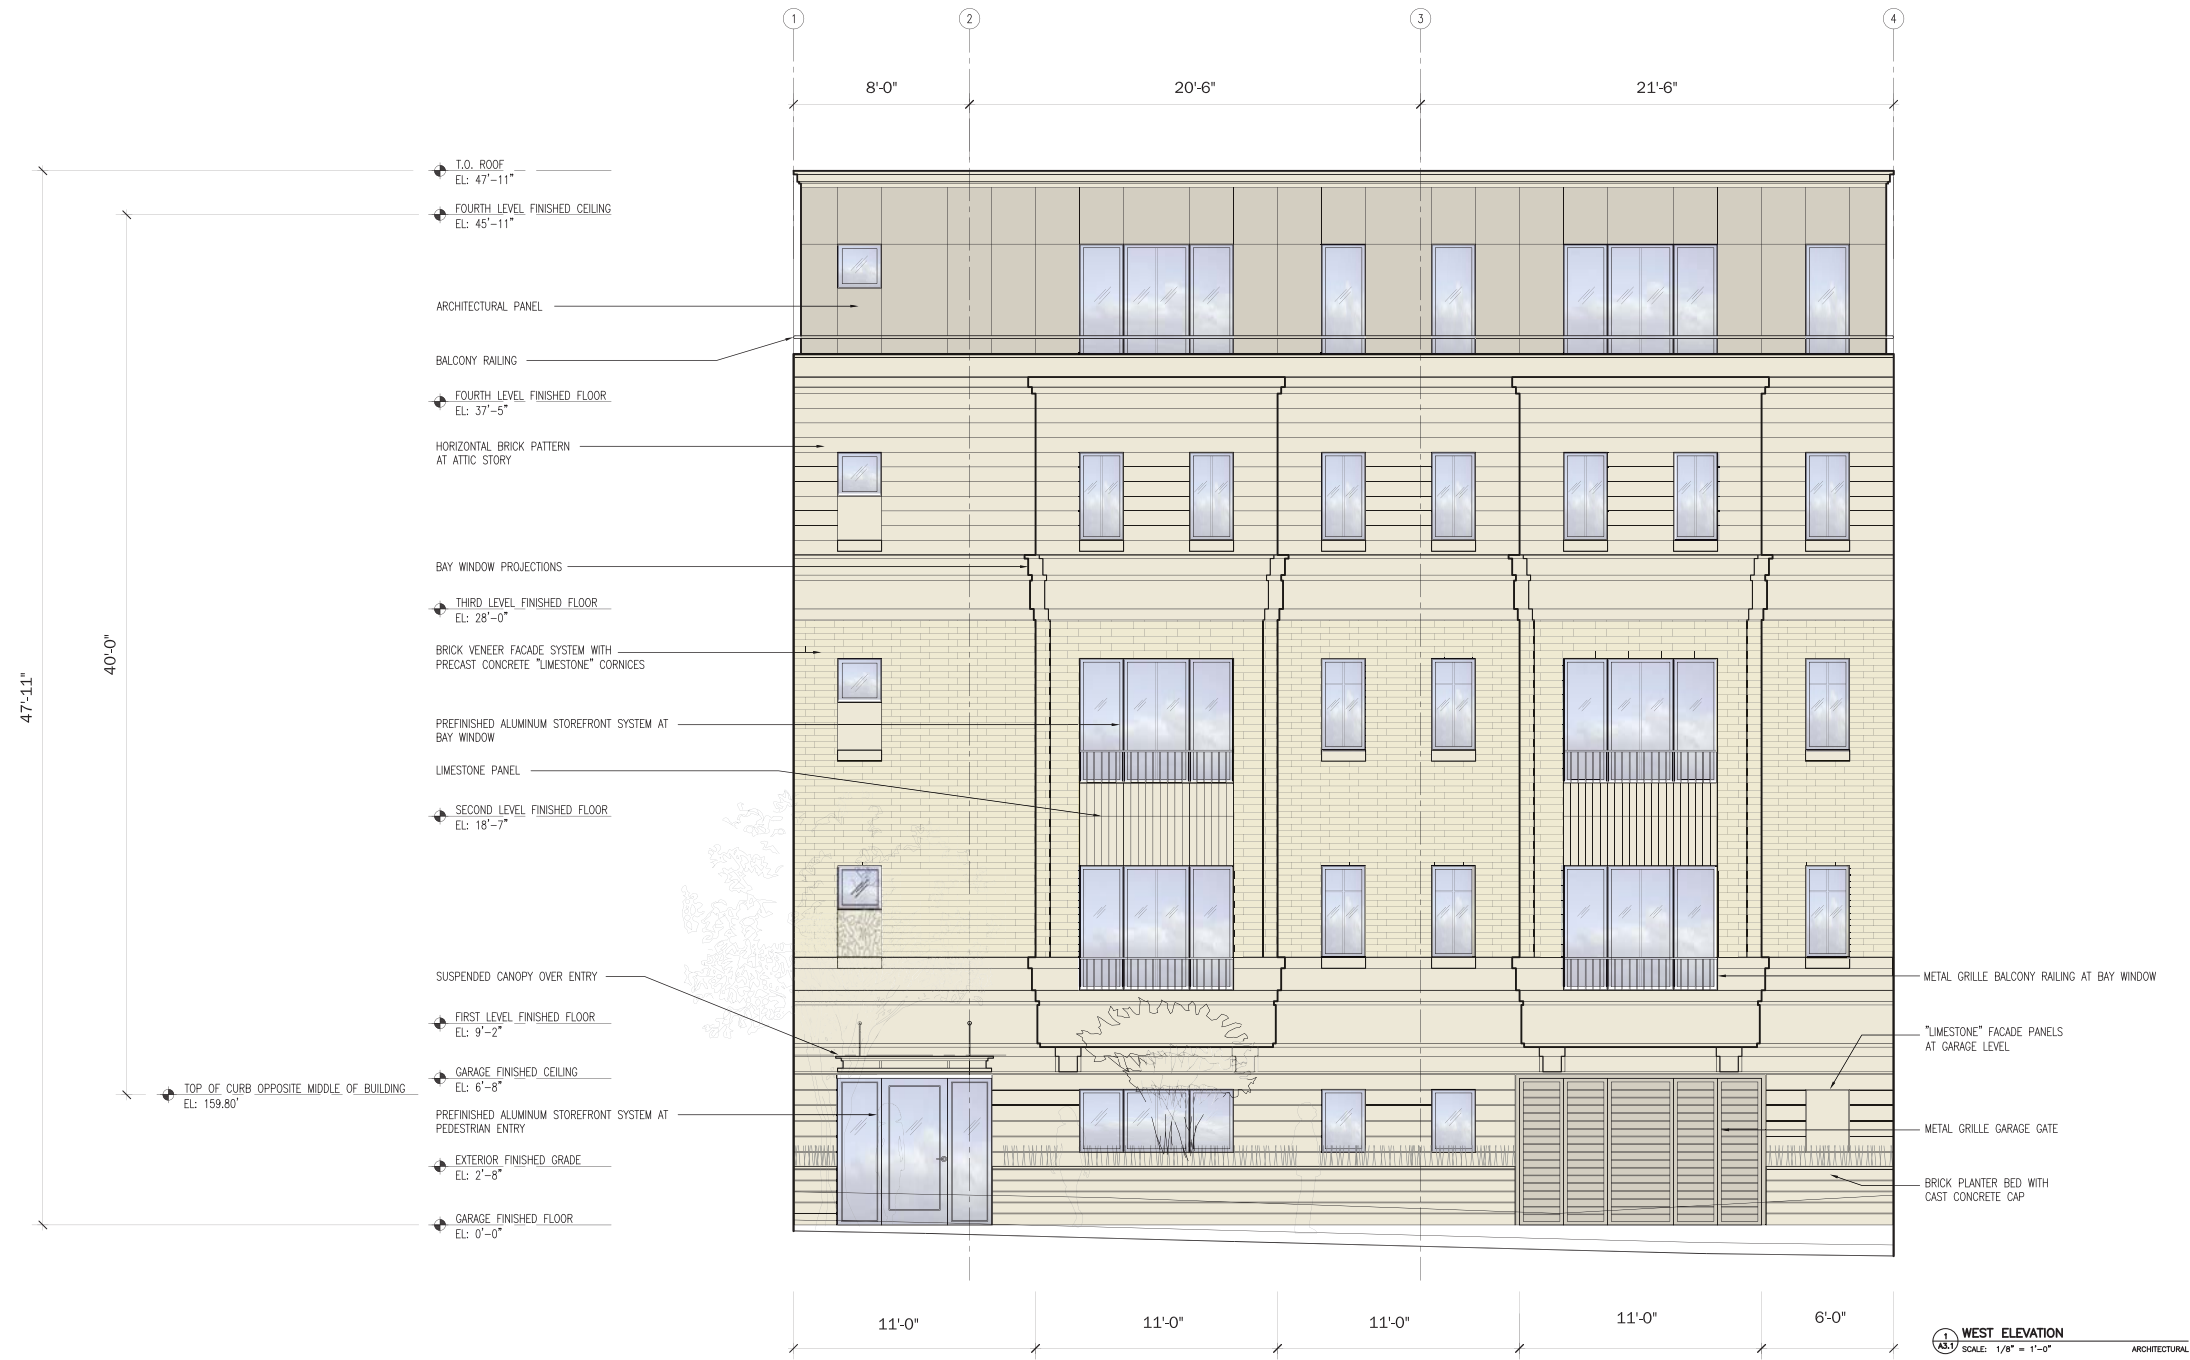 1
2
3
4
8'-0"
20'-6"
21'-6"
T.O. ROOF
EL: 47'-11"
FOURTH LEVEL FINISHED CEILING
EL: 45'-11"
ARCHITECTURAL PANEL
BALCONY RAILING
FOURTH LEVEL FINISHED FLOOR
EL: 37'-5"
HORIZONTAL BRICK PATTERN
AT ATTIC STORY
BAY WINDOW PROJECTIONS
THIRD LEVEL FINISHED FLOOR
EL: 28'-0"
47'-11"
40'-0"
BRICK VENEER FACADE SYSTEM WITH
PRECAST CONCRETE "LIMESTONE" CORNICES
PREFINISHED ALUMINUM STOREFRONT SYSTEM AT
BAY WINDOW
LIMESTONE PANEL
SECOND LEVEL FINISHED FLOOR
EL: 18'-7"
SUSPENDED CANOPY OVER ENTRY
METAL GRILLE BALCONY RAILING AT BAY WINDOW
FIRST LEVEL FINISHED FLOOR
EL: 9'-2"
"LIMESTONE" FACADE PANELS
AT GARAGE LEVEL
GARAGE FINISHED CEILING
EL: 6'-8"
TOP OF CURB OPPOSITE MIDDLE OF BUILDING
EL: 159.80'
PREFINISHED ALUMINUM STOREFRONT SYSTEM AT
PEDESTRIAN ENTRY
METAL GRILLE GARAGE GATE
EXTERIOR FINISHED GRADE
EL: 2'-8"
BRICK PLANTER BED WITH
CAST CONCRETE CAP
GARAGE FINISHED FLOOR
EL: 0'-0"
11'-0"
11'-0"
11'-0"
11'-0"
6'-0"
1
A3.1
WEST ELEVATION
SCALE: 1/8" = 1'-0"
ARCHITECTURAL